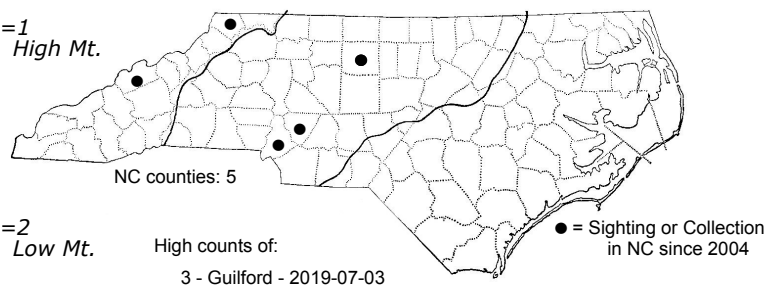 =1
High Mt.
NC counties: 5
=2
Low Mt.
High counts of:
3 - Guilford - 2019-07-03
● = Sighting or Collection
in NC since 2004